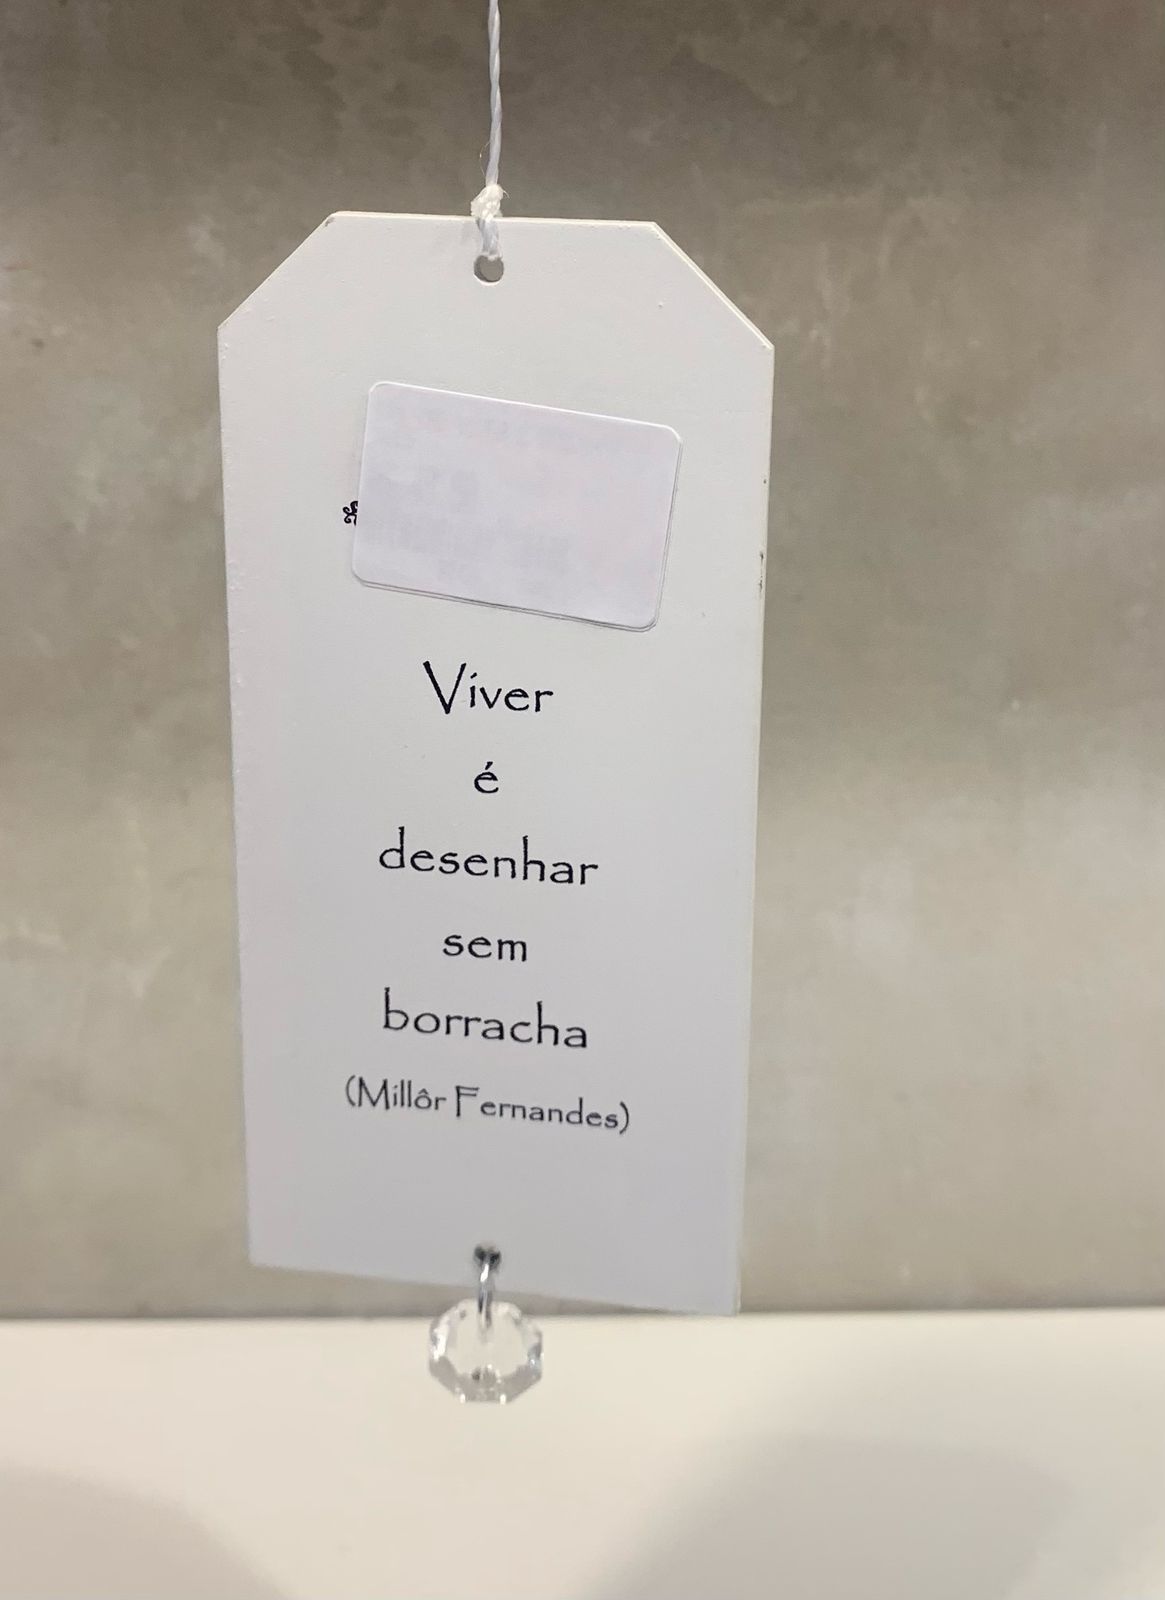 Viver
é
desenhar
sem
borracha
(Millôr Fernandes)